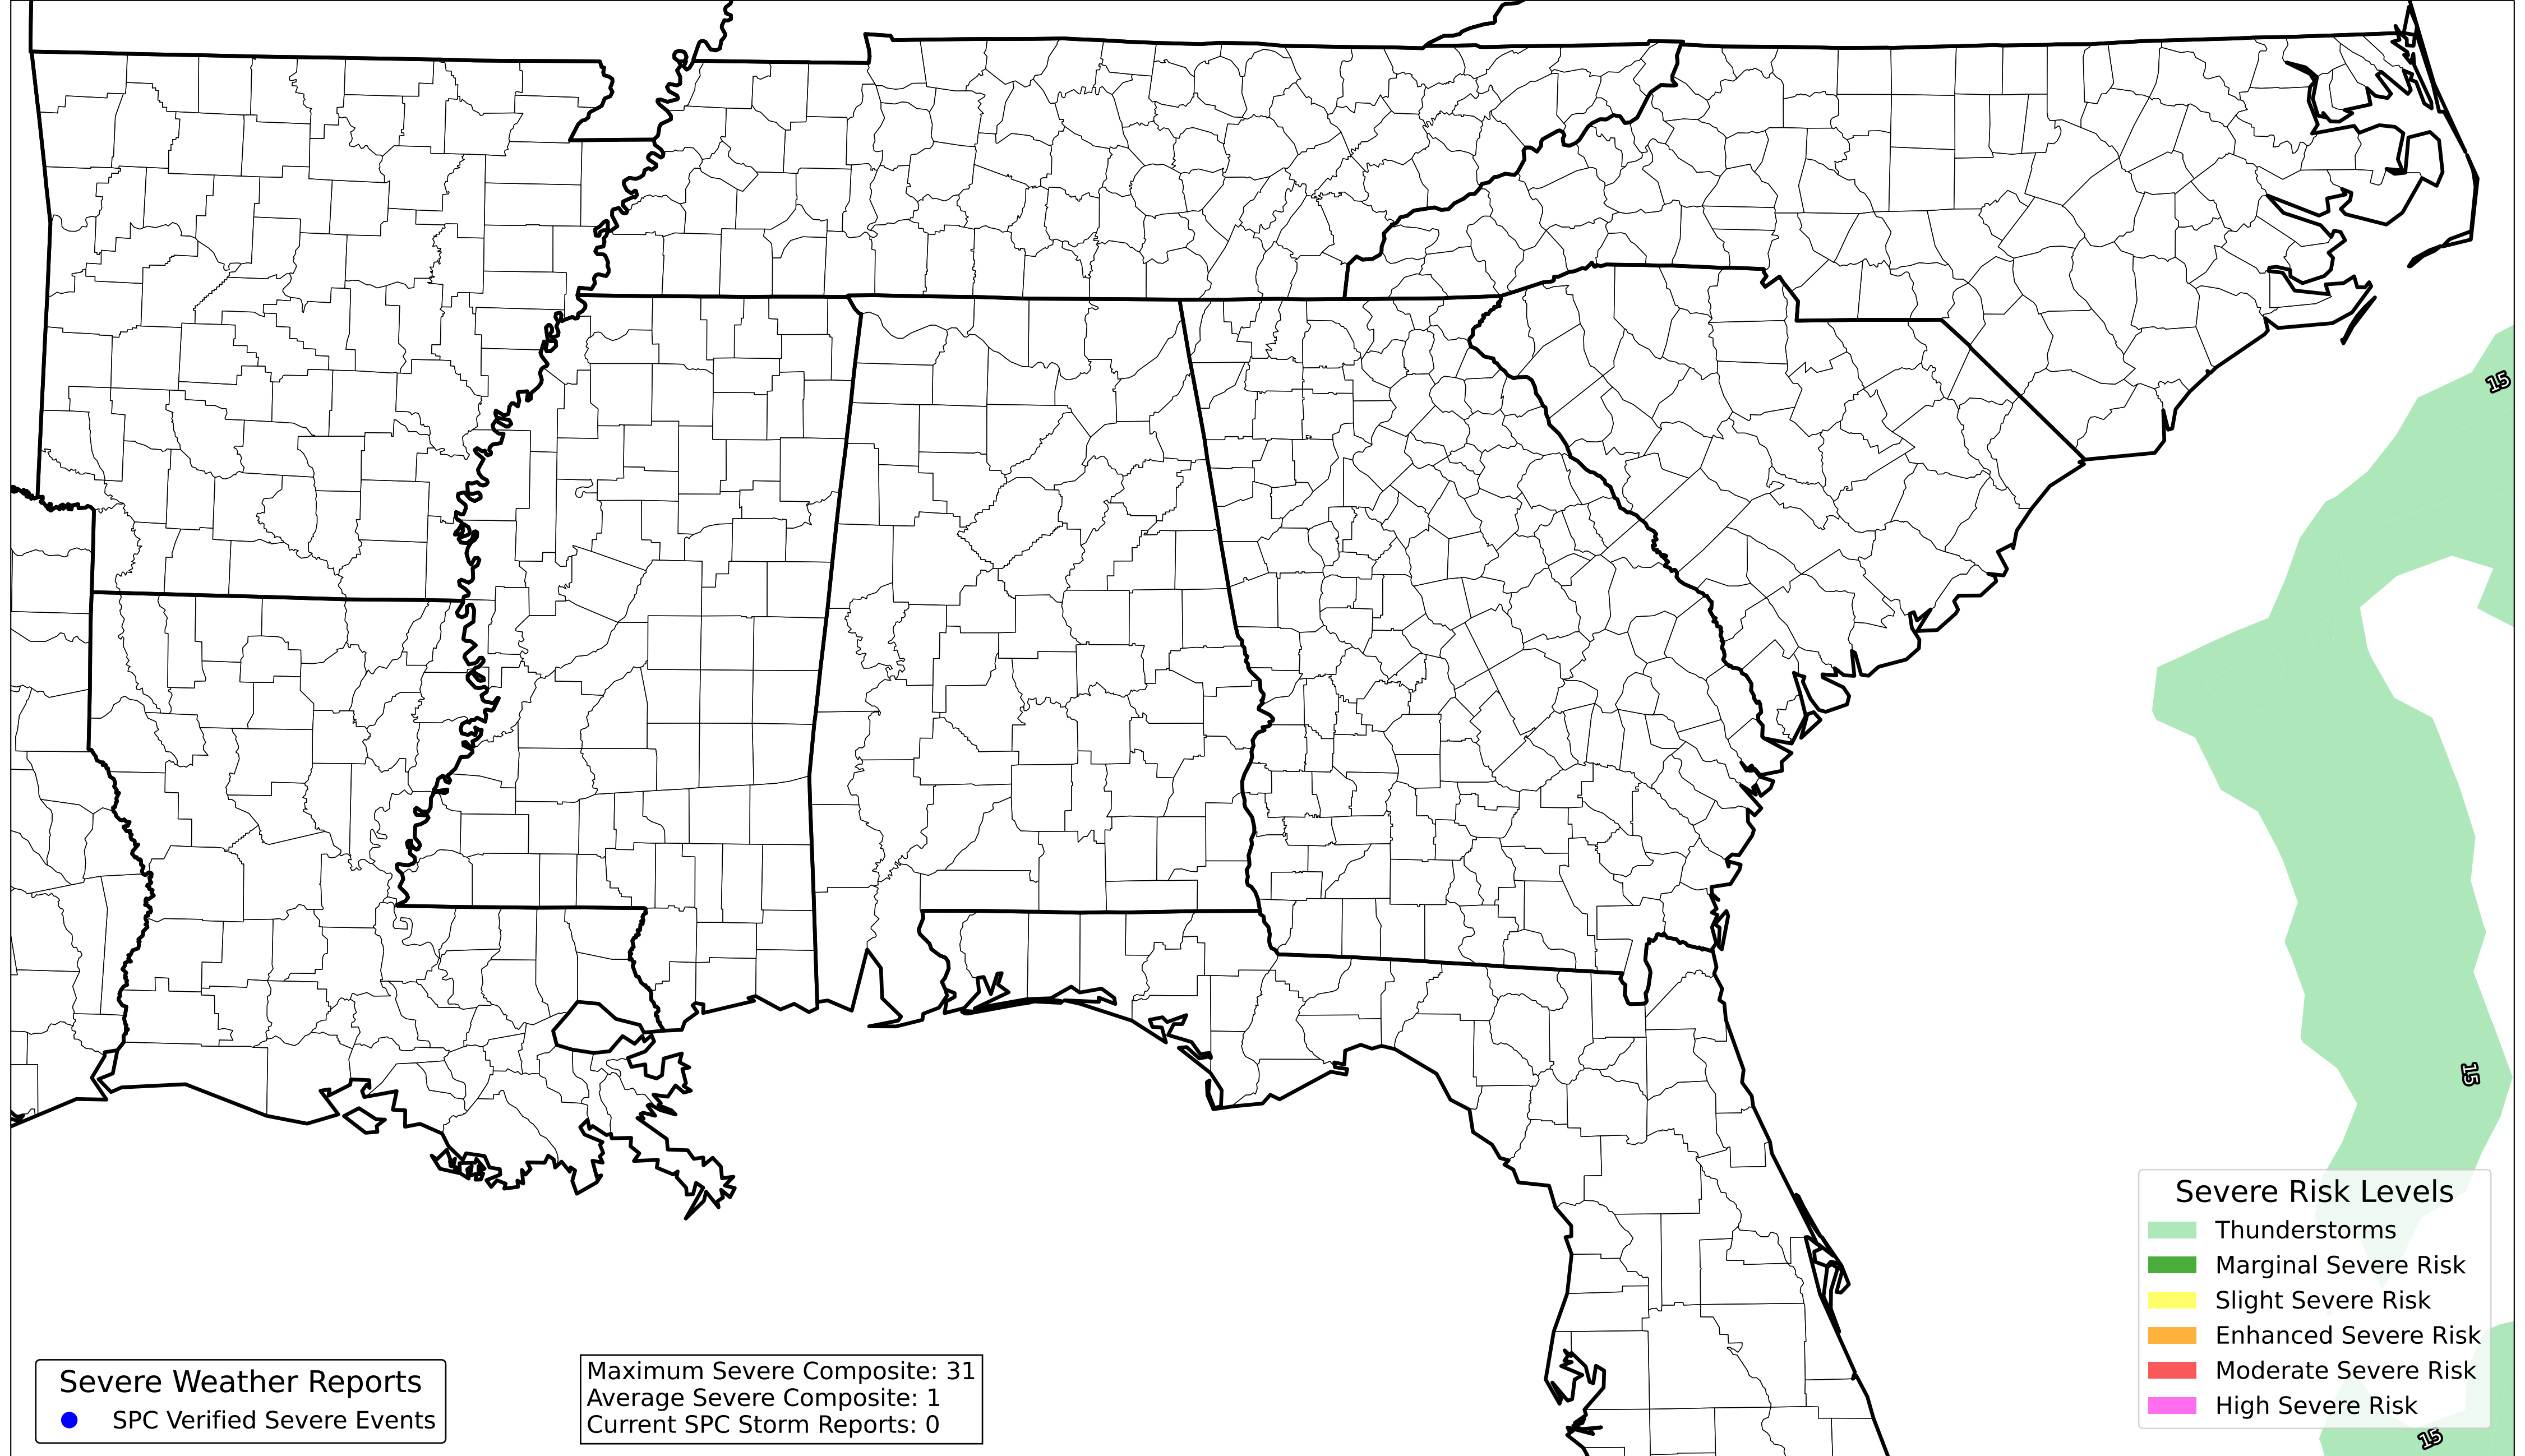 15
15
Severe Risk Levels
Thunderstorms
Marginal Severe Risk
Slight Severe Risk
Enhanced Severe Risk
Moderate Severe Risk
High Severe Risk
15
Severe Weather Reports
SPC Verified Severe Events
Maximum Severe Composite: 31
Average Severe Composite: 1
Current SPC Storm Reports: 0